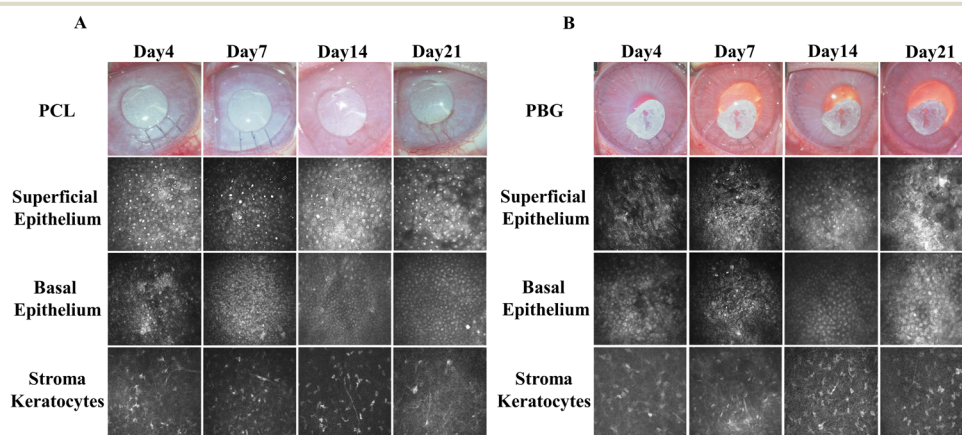 A
Day4 Day7 Day14 Day21
PCL
Superficial
Epithelium
Basal
Epithelium
Stroma
Keratocytes
B
Day4 Day7 Day14 Day21
PBG
Superficial
Epithelium
Basal
Epithelium
Stroma
Keratocytes